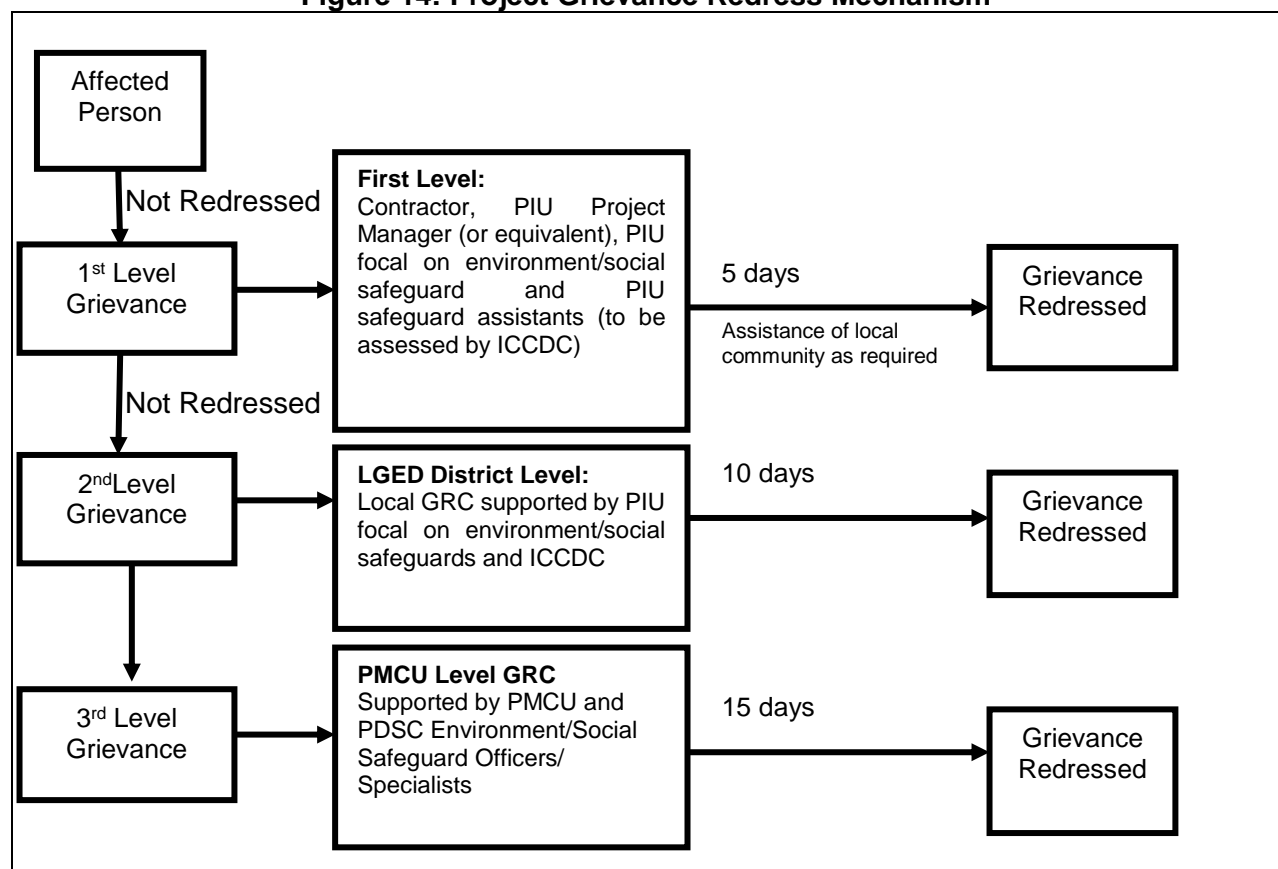 Figure 14: Project Grievance Redress Mechanism
Affected
Person
Not Redressed
1st Level
Grievance
First Level:
Contractor, PIU Project
Manager (or equivalent), PIU
focal on environment/social
safeguard and PIU
safeguard assistants (to be
assessed by ICCDC)
5 days
Assistance of local
community as required
Grievance
Redressed
Not Redressed
2ndLevel
Grievance
LGED District Level:
Local GRC supported by PIU
focal on environment/social
safeguards and ICCDC
10 days
Grievance
Redressed
3rd Level
Grievance
PMCU Level GRC
Supported by PMCU and
PDSC Environment/Social
Safeguard Officers/
Specialists
15 days
Grievance
Redressed